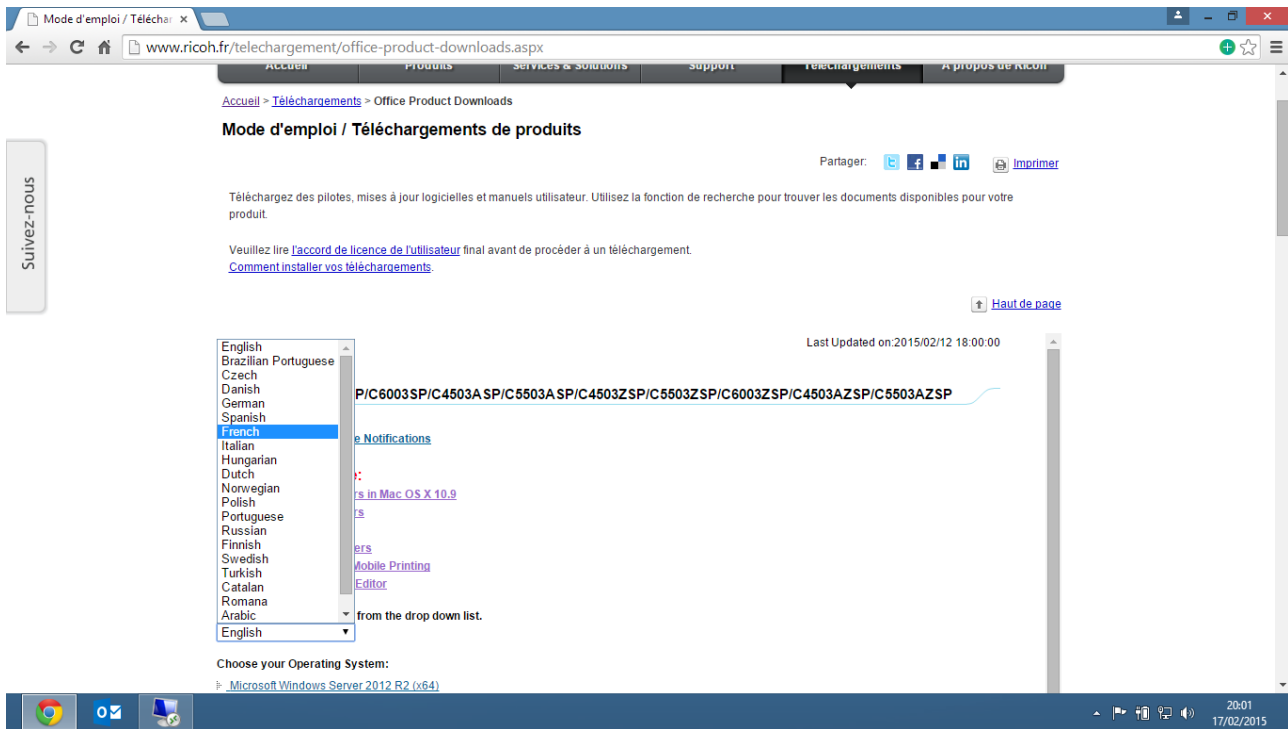 Mode d'emploi / Téléchar
www.ricoh.fr/telechargement/office-product-downloads.aspx
Accueil Produits Services & Solutions Support Téléchargements A propos de Ricoh
Accueil > Téléchargements > Office Product Downloads
Mode d'emploi / Téléchargements de produits
Partager: Imprimer
Suivez-nous
Téléchargez des pilotes, mises à jour logicielles et manuels utilisateur. Utilisez la fonction de recherche pour trouver les documents disponibles pour votre
produit.
Veuillez lire l'accord de licence de l'utilisateur final avant de procéder à un téléchargement.
Comment installer vos téléchargements.
Haut de page
Last Updated on:2015/02/12 18:00:00
English
Brazilian Portuguese
Czech
Danish
P/C6003SP/C4503ASP/C5503ASP/C4503ZSP/C5503ZSP/C6003ZSP/C4503AZSP/C5503AZSP
German
Spanish
French
e Notifications
Italian
Hungarian
Dutch
:
Norwegian
rs in Mac OS X 10.9
Polish
Portuguese
rs
Russian
Finnish
ers
Swedish
Mobile Printing
Turkish
Catalan
Editor
Romana
Arabic
from the drop down list.
English
Choose your Operating System:
Microsoft Windows Server 2012 R2 (x64)
20:01
17/02/2015